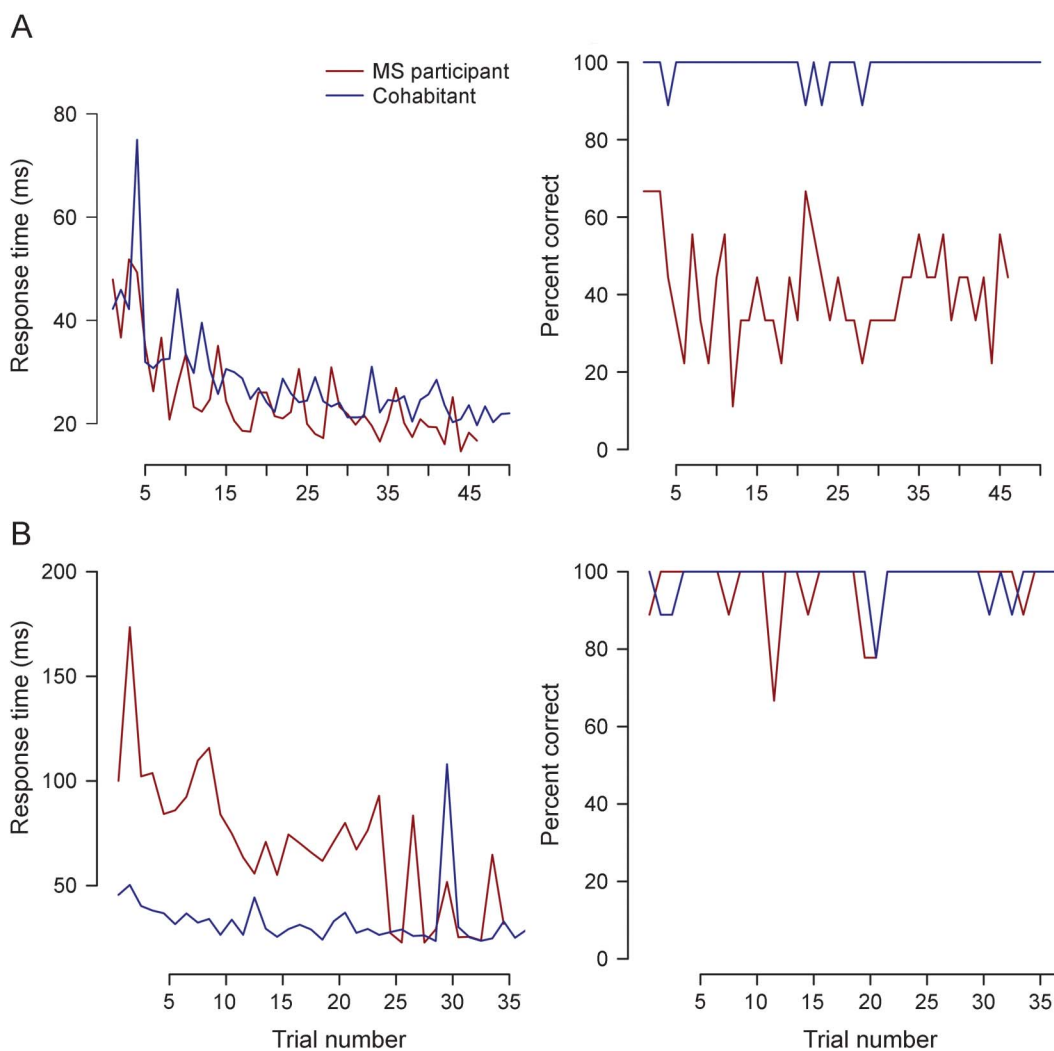 A
MS participant
Cohabitant
Response time (ms)
80
60
40
20
5 15 25 35 45
Percent correct
100
80
60
40
20
0
5 15 25 35 45
B
Response time (ms)
200
150
100
50
5 10 15 20 25 30 35
Trial number
Percent correct
100
80
60
40
20
0
5 10 15 20 25 30 35
Trial number